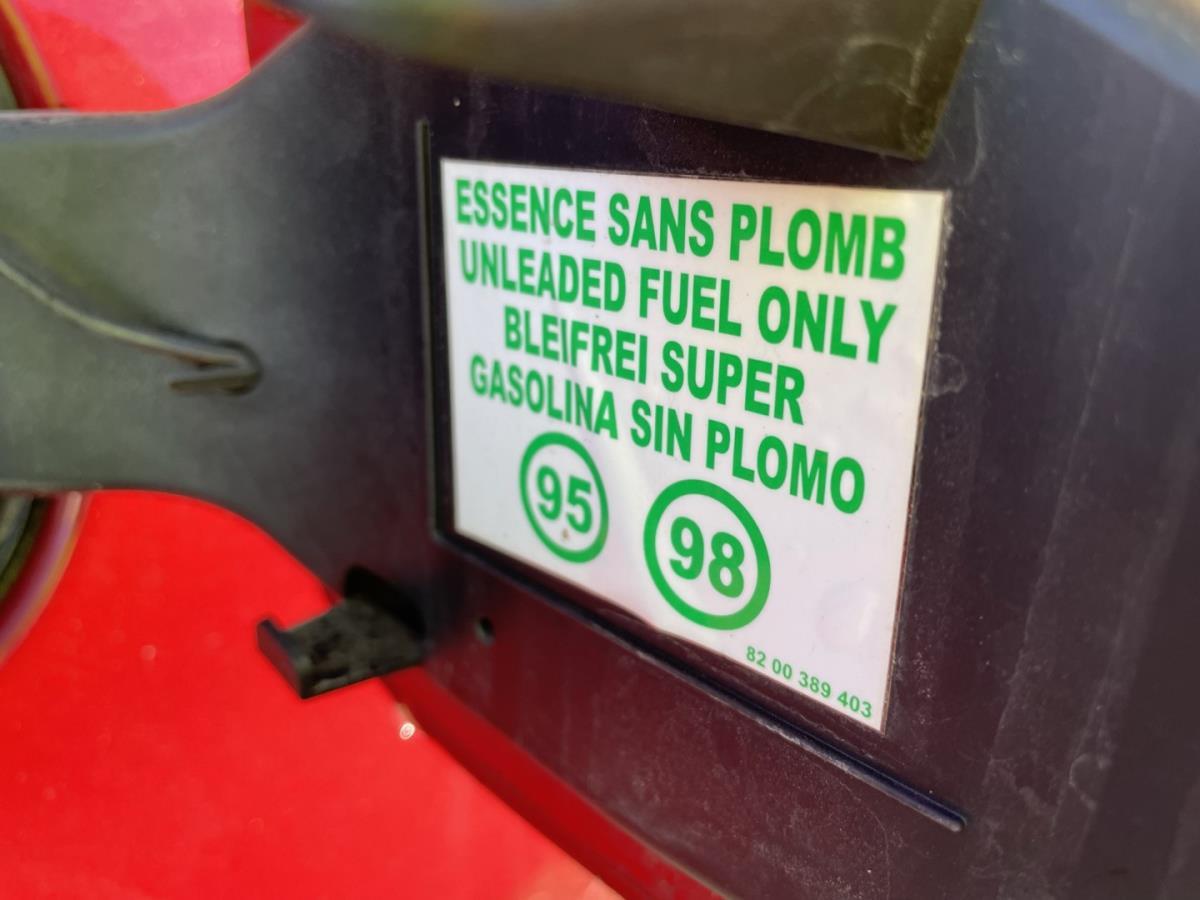 ESSENCE SANS PLOMB
UNLEADED FUEL ONLY
BLEIFREI SUPER
GASOLINA SIN PLOMO
95 98
82 00 389 403